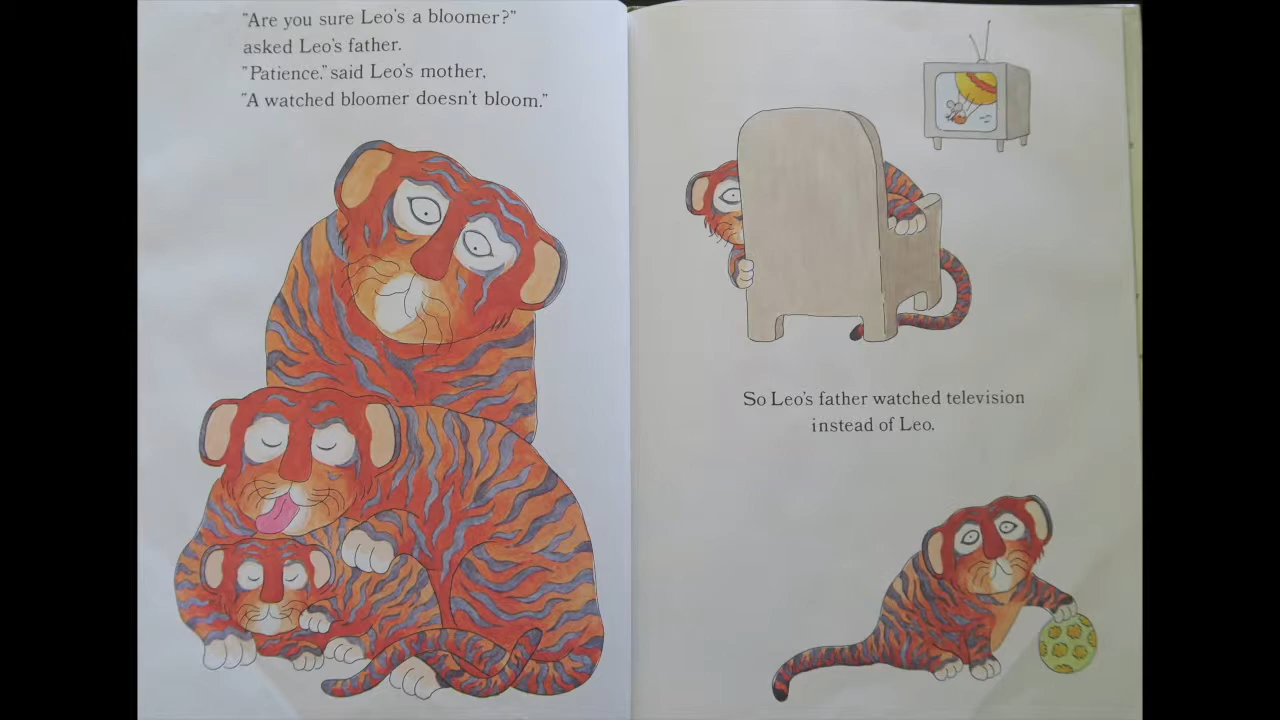 "Are you sure Leo's a bloomer?"
asked Leo's father.
"Patience," said Leo's mother.
"A watched bloomer doesn't bloom."
So Leo's father watched television
instead of Leo.